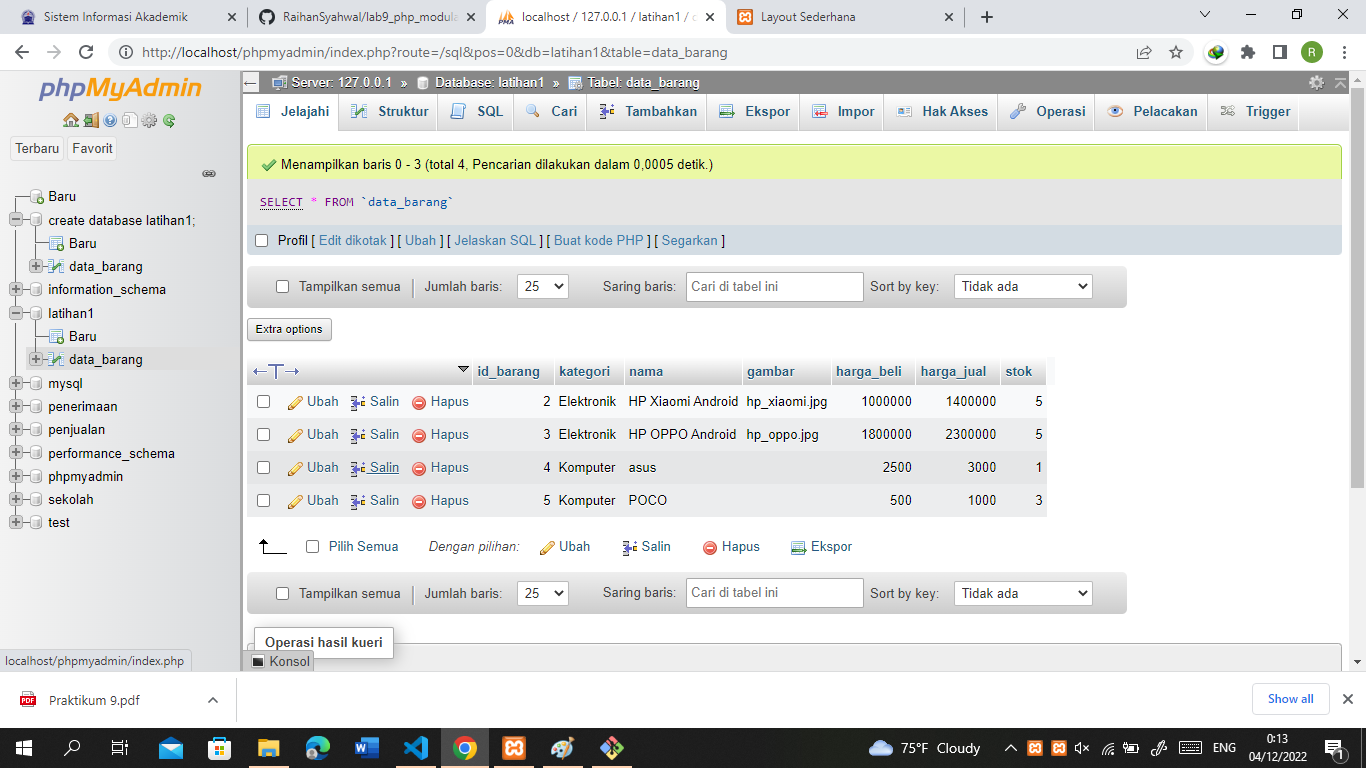 Sistem Informasi Akademik
RaihanSyahwal/lab9_php_modula
localhost / 127.0.0.1 / latihan1 / d
Layout Sederhana
http://localhost/phpmyadmin/index.php?route=/sql&pos=0&db=latihan1&table=data_barang
R
phpMyAdmin
Terbaru Favorit
Baru
create database latihan1;
Baru
data_barang
information_schema
latihan1
Baru
data_barang
mysql
penerimaan
penjualan
performance_schema
phpmyadmin
sekolah
test
localhost/phpmyadmin/index.php
Server: 127.0.0.1 » Database: latihan1 » Tabel: data_barang
Jelajahi Struktur SQL Cari Tambahkan Ekspor Impor Hak Akses Operasi Pelacakan Trigger
Menampilkan baris 0 - 3 (total 4, Pencarian dilakukan dalam 0,0005 detik.)
SELECT * FROM `data_barang`
Profil [ Edit dikotak ] [ Ubah ] [ Jelaskan SQL ] [ Buat kode PHP ] [ Segarkan ]
Tampilkan semua Jumlah baris: 25 Saring baris: Cari di tabel ini Sort by key: Tidak ada
Extra options
←T→ id_barang kategori nama gambar harga_beli harga_jual stok
Ubah Salin Hapus 2 Elektronik HP Xiaomi Android hp_xiaomi.jpg 1000000 1400000 5
Ubah Salin Hapus 3 Elektronik HP OPPO Android hp_oppo.jpg 1800000 2300000 5
Ubah Salin Hapus 4 Komputer asus 2500 3000 1
Ubah Salin Hapus 5 Komputer POCO 500 1000 3
Pilih Semua Dengan pilihan: Ubah Salin Hapus Ekspor
Tampilkan semua Jumlah baris: 25 Saring baris: Cari di tabel ini Sort by key: Tidak ada
Operasi hasil kueri
Konsol
PDF Praktikum 9.pdf Show all
75°F Cloudy ENG 0:13
04/12/2022 1